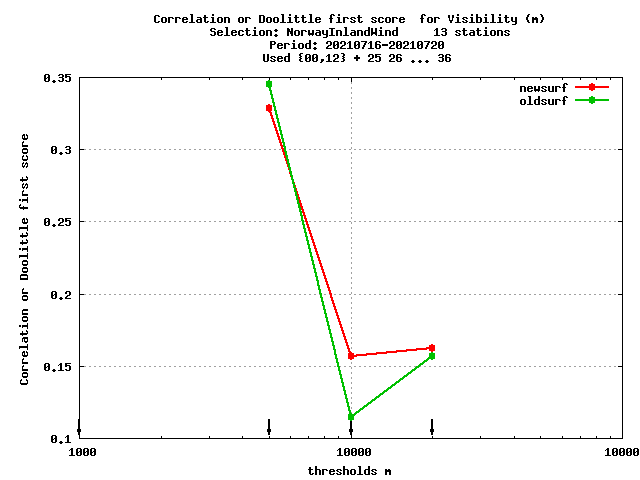 Correlation or Doolittle first score  for Visibility (m)
Selection: NorwayInlandWind     13 stations
Period: 20210716-20210720
Used {00,12} + 25 26 ... 36
newsurf
oldsurf
0.35
0.3
0.25
0.2
0.15
0.1
Correlation or Doolittle first score
1000
10000
10000
thresholds m